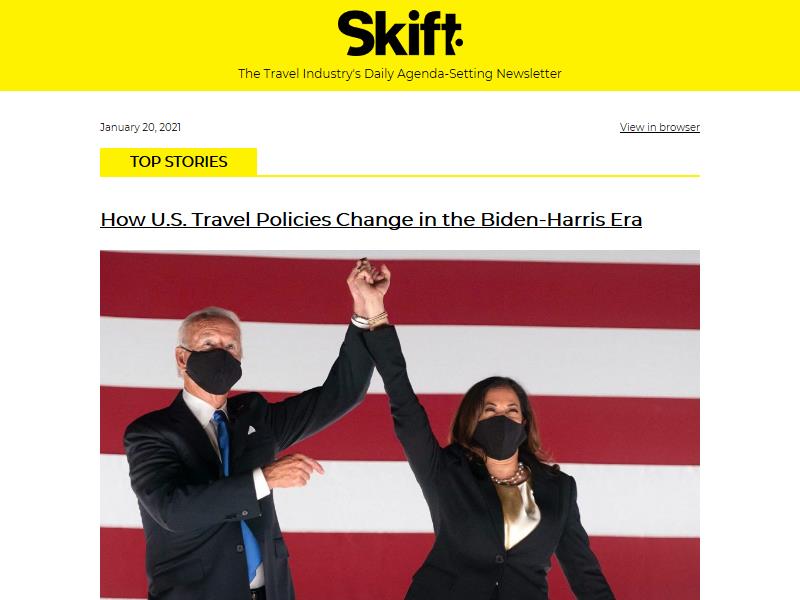 Skift
The Travel Industry's Daily Agenda-Setting Newsletter
January 20, 2021
View in browser
TOP STORIES
How U.S. Travel Policies Change in the Biden-Harris Era